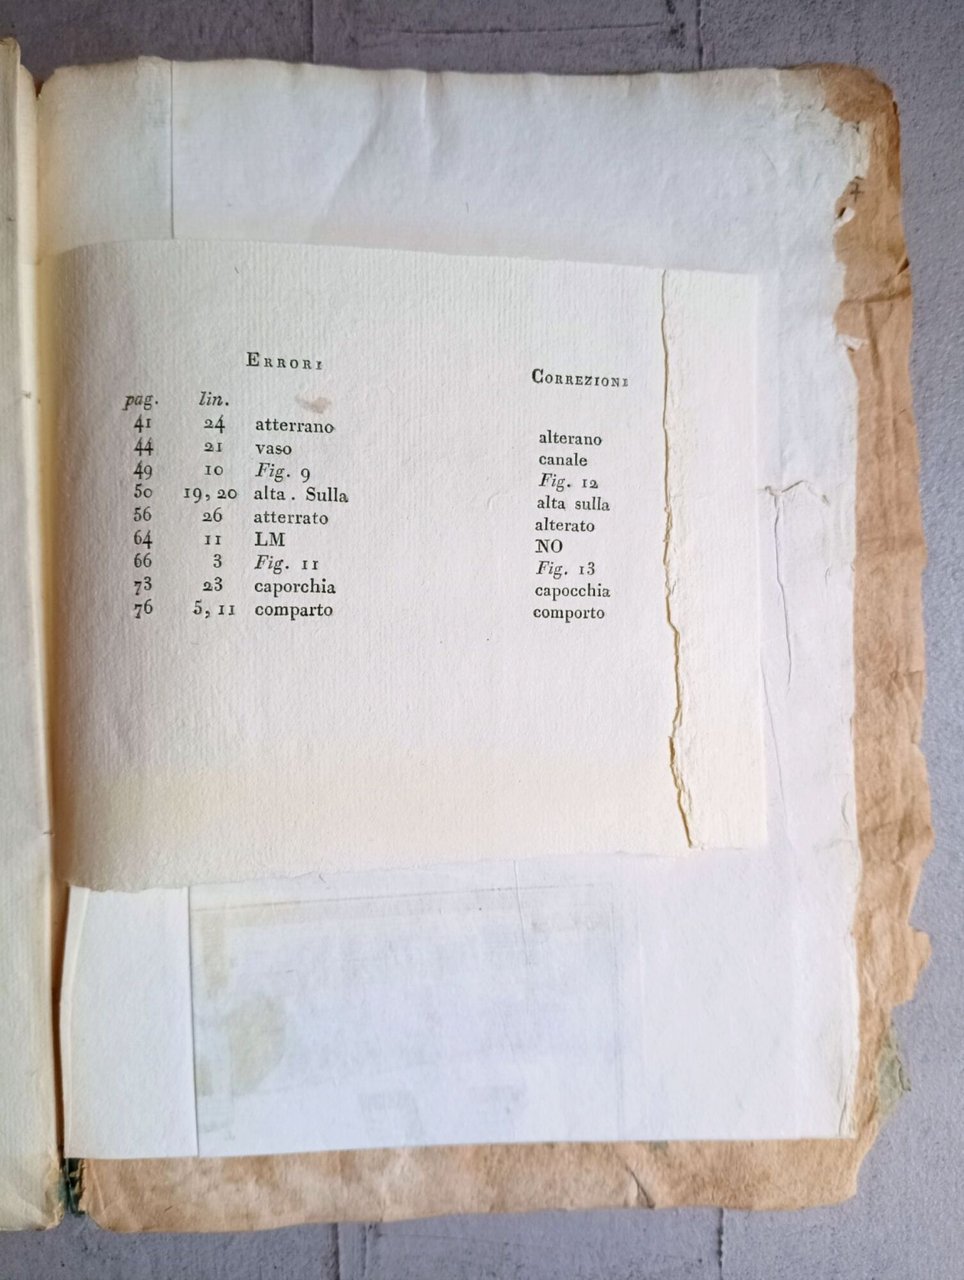 Errori Correzioni
pag. lin.
41 24 atterrano alterano
44 21 vaso canale
49 10 Fig. 9 Fig. 12
50 19, 20 alta . Sulla alta sulla
56 26 atterrato alterato
64 11 LM NO
66 3 Fig. 11 Fig. 13
73 23 caporchia capocchia
76 5, 11 comparto comporto